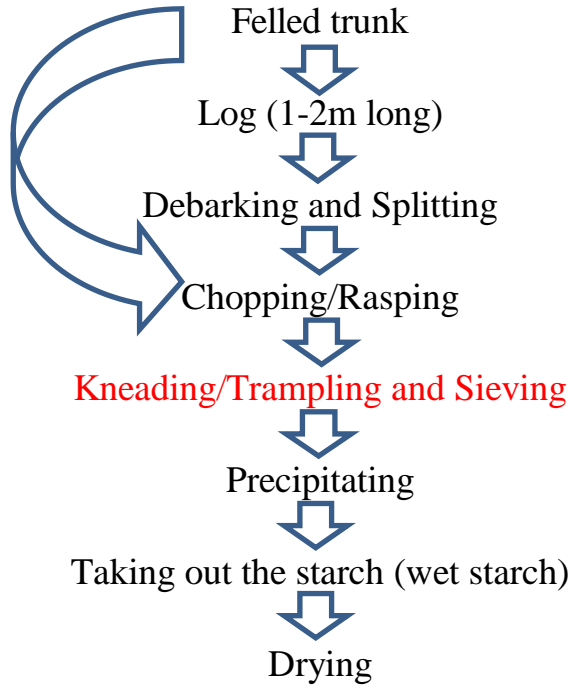 Felled trunk
Log (1-2m long)
Debarking and Splitting
Chopping/Rasping
Kneading/Trampling and Sieving
Precipitating
Taking out the starch (wet starch)
Drying